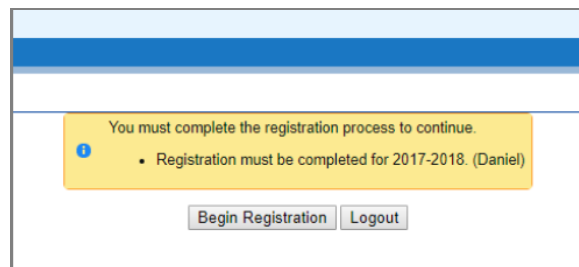 You must complete the registration process to continue.
• Registration must be completed for 2017-2018. (Daniel)
Begin Registration
Logout